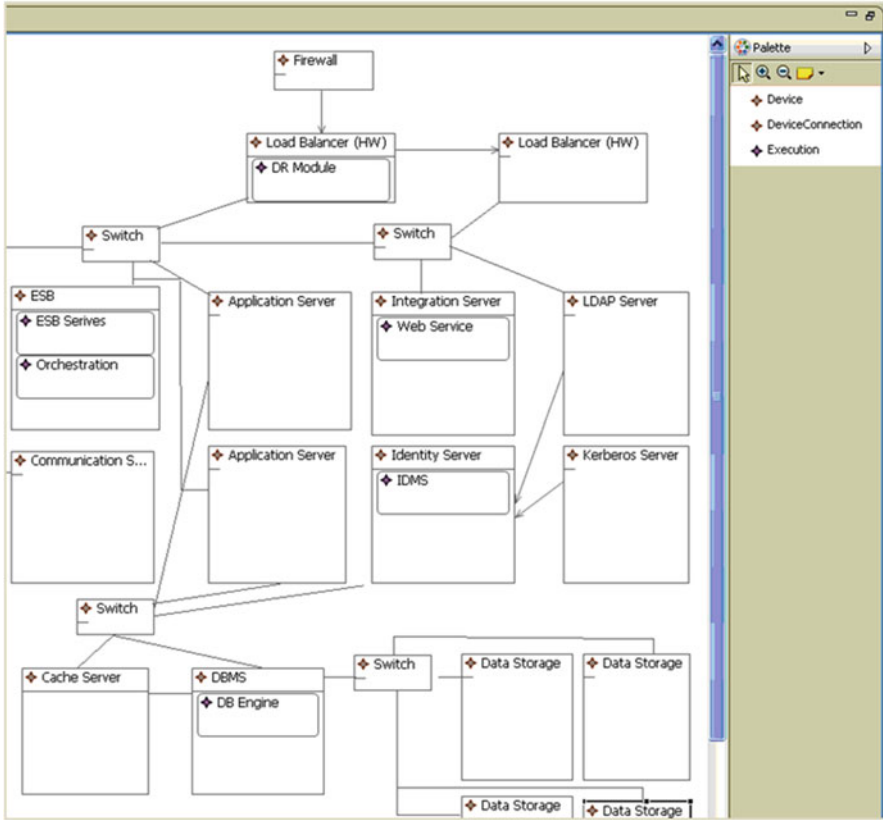 Palette
Device
DeviceConnection
Execution
Firewall
Load Balancer (HW)
DR Module
Load Balancer (HW)
Switch
Switch
ESB
ESB Serives
Orchestration
Application Server
Integration Server
Web Service
LDAP Server
Communication S...
Application Server
Identity Server
IDMS
Kerberos Server
Switch
Cache Server
DBMS
DB Engine
Switch
Data Storage
Data Storage
Data Storage
Data Storage